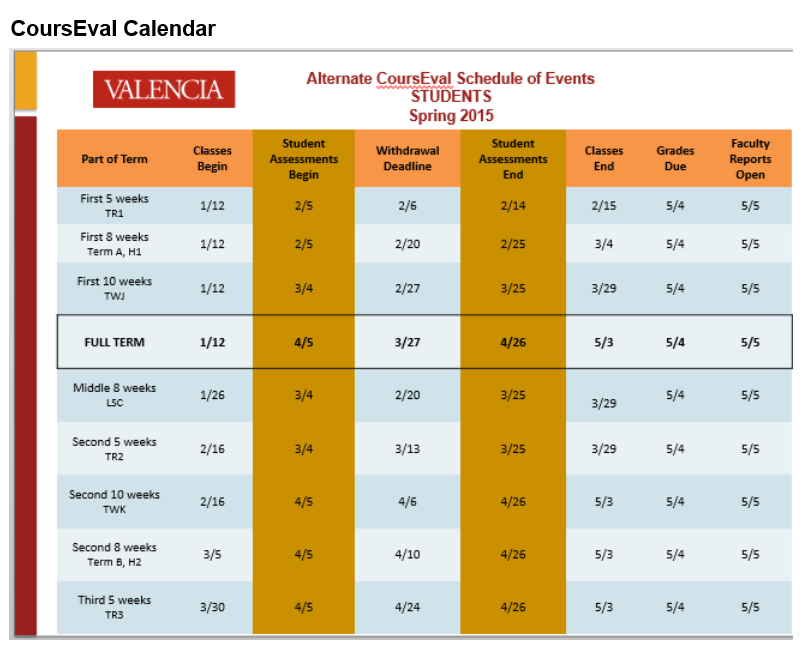 CoursEval Calendar
VALENCIA
Alternate CoursEval Schedule of Events
STUDENTS
Spring 2015
Part of Term Classes Begin Student Assessments Begin Withdrawal Deadline Student Assessments End Classes End Grades Due Faculty Reports Open
First 5 weeks TR1 1/12 2/5 2/6 2/14 2/15 5/4 5/5
First 8 weeks Term A, H1 1/12 2/5 2/20 2/25 3/4 5/4 5/5
First 10 weeks TWJ 1/12 3/4 2/27 3/25 3/29 5/4 5/5
FULL TERM 1/12 4/5 3/27 4/26 5/3 5/4 5/5
Middle 8 weeks LSC 1/26 3/4 2/20 3/25 3/29 5/4 5/5
Second 5 weeks TR2 2/16 3/4 3/13 3/25 3/29 5/4 5/5
Second 10 weeks TWK 2/16 4/5 4/6 4/26 5/3 5/4 5/5
Second 8 weeks Term B, H2 3/5 4/5 4/10 4/26 5/3 5/4 5/5
Third 5 weeks TR3 3/30 4/5 4/24 4/26 5/3 5/4 5/5